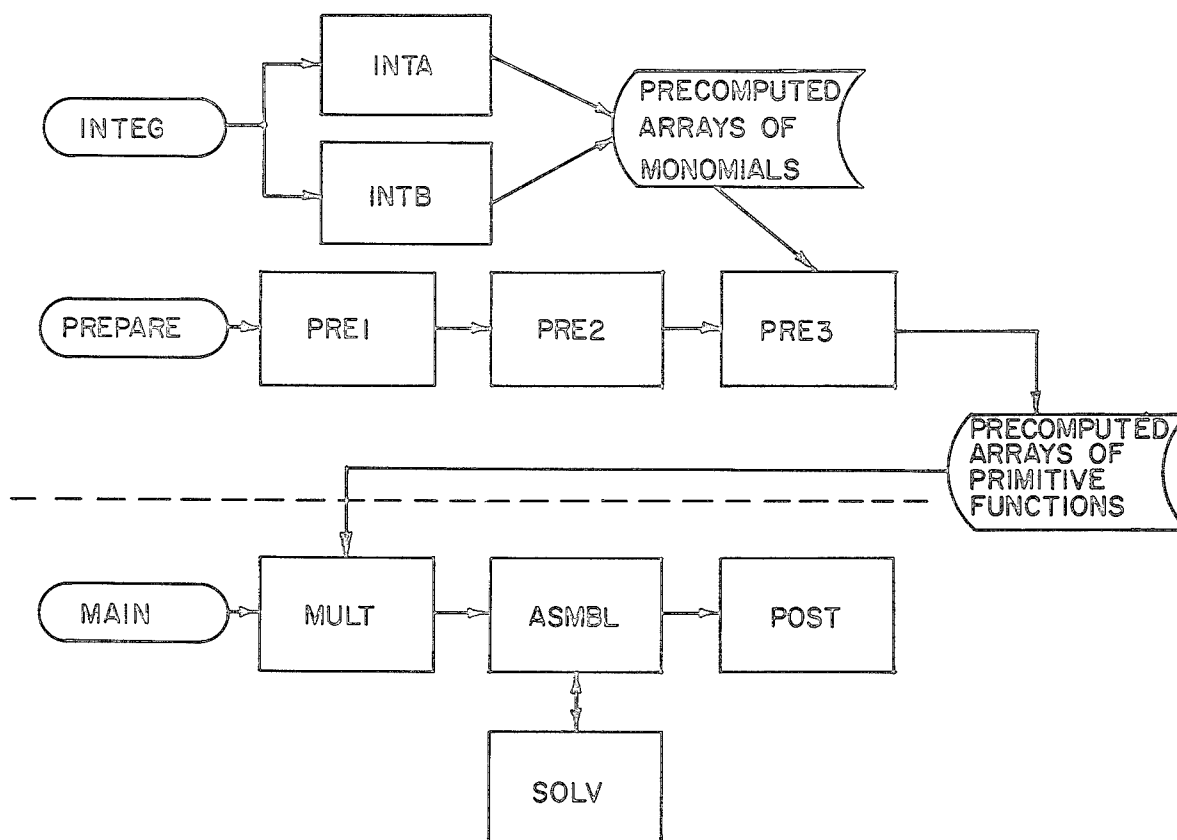 INTA
INTEG
INTB
PRECOMPUTED
ARRAYS OF
MONOMIALS
PREPARE
PRE1
PRE2
PRE3
PRECOMPUTED
ARRAYS OF
PRIMITIVE
FUNCTIONS
MAIN
MULT
ASMBL
POST
SOLV